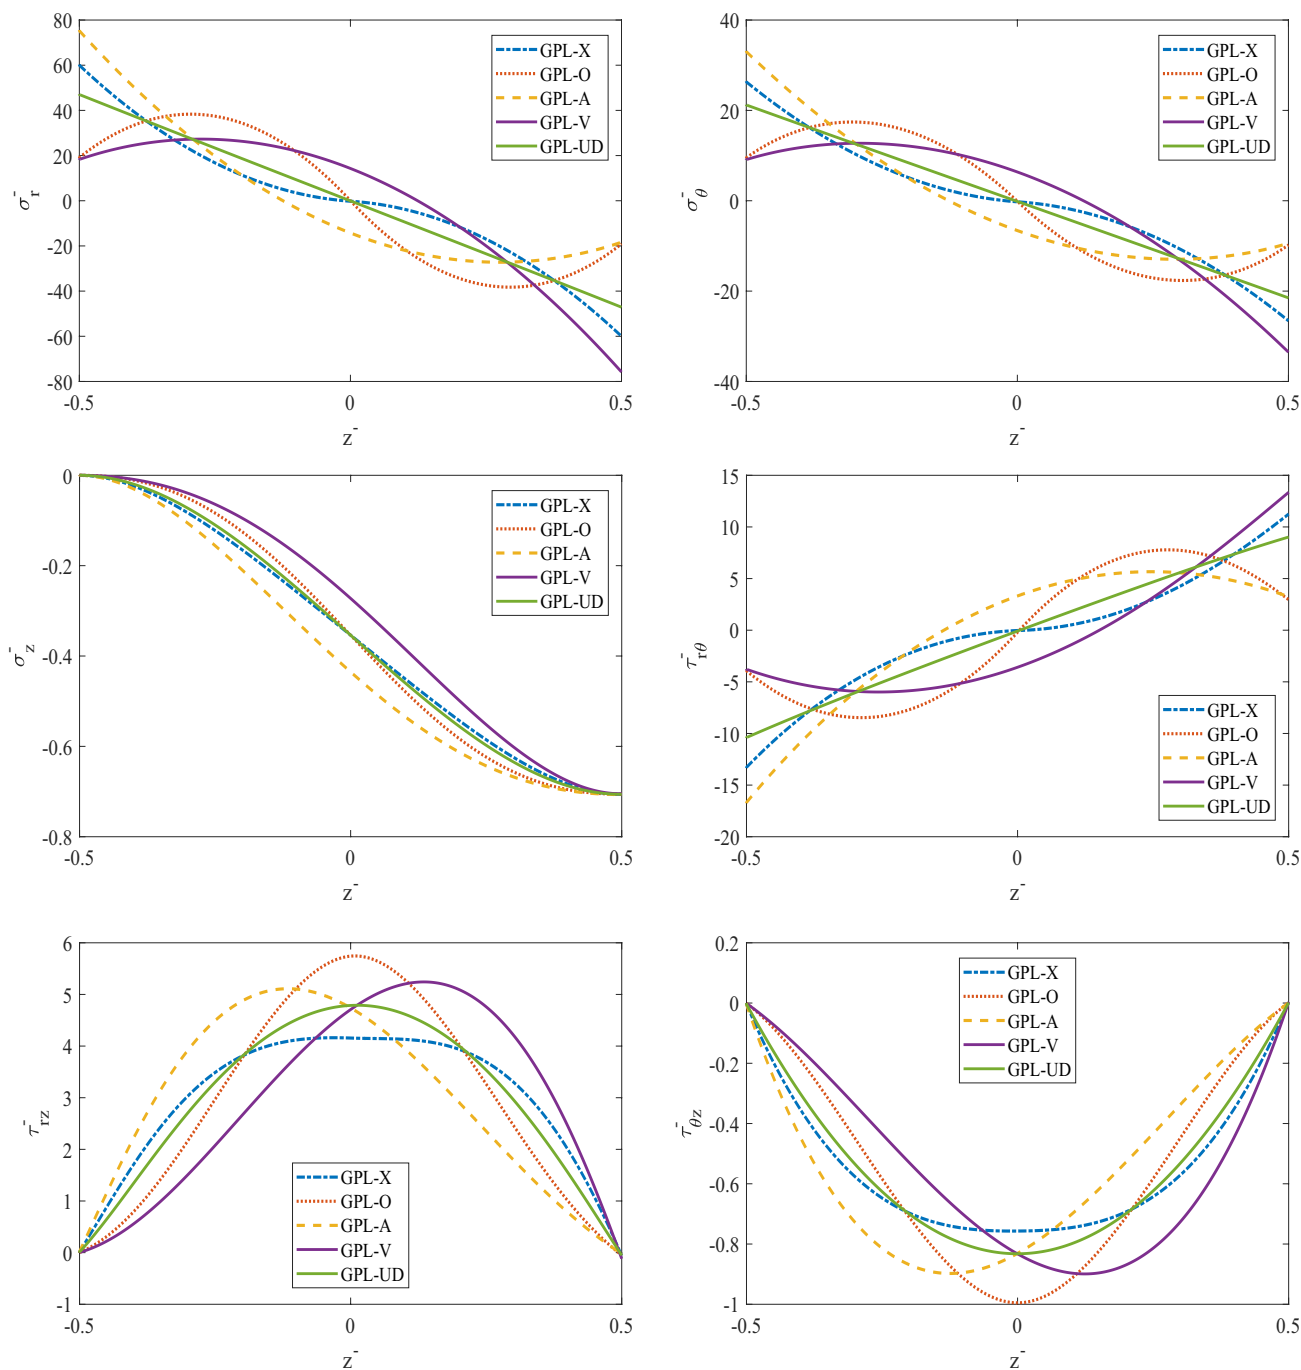 80
60
40
20
0
-20
-40
-60
-80
-0.5 0 0.5
z-
σ-r
GPL-X
GPL-O
GPL-A
GPL-V
GPL-UD
40
20
0
-20
-40
-0.5 0 0.5
z-
σ-θ
GPL-X
GPL-O
GPL-A
GPL-V
GPL-UD
0
-0.2
-0.4
-0.6
-0.8
-0.5 0 0.5
z-
σ-z
GPL-X
GPL-O
GPL-A
GPL-V
GPL-UD
15
10
5
0
-5
-10
-15
-20
-0.5 0 0.5
z-
τ-rθ
GPL-X
GPL-O
GPL-A
GPL-V
GPL-UD
6
5
4
3
2
1
0
-1
-0.5 0 0.5
z-
τ-rz
GPL-X
GPL-O
GPL-A
GPL-V
GPL-UD
0.2
0
-0.2
-0.4
-0.6
-0.8
-1
-0.5 0 0.5
z-
τ-θz
GPL-X
GPL-O
GPL-A
GPL-V
GPL-UD